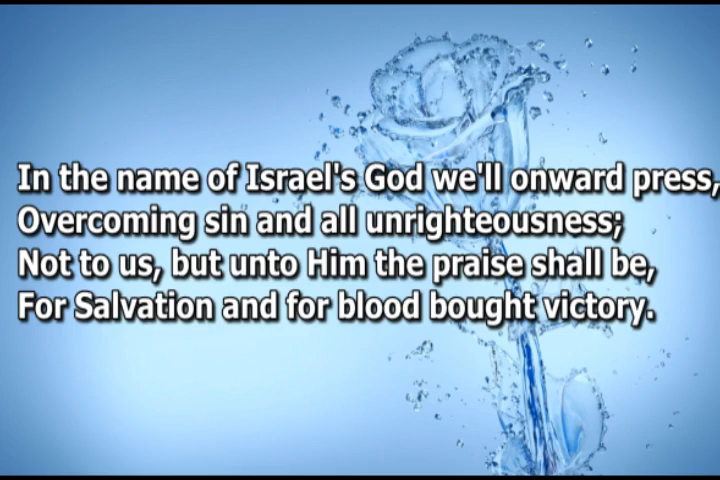 In the name of Israel's God we'll onward press,
Overcoming sin and all unrighteousness;
Not to us, but unto Him the praise shall be,
For Salvation and for blood bought victory.